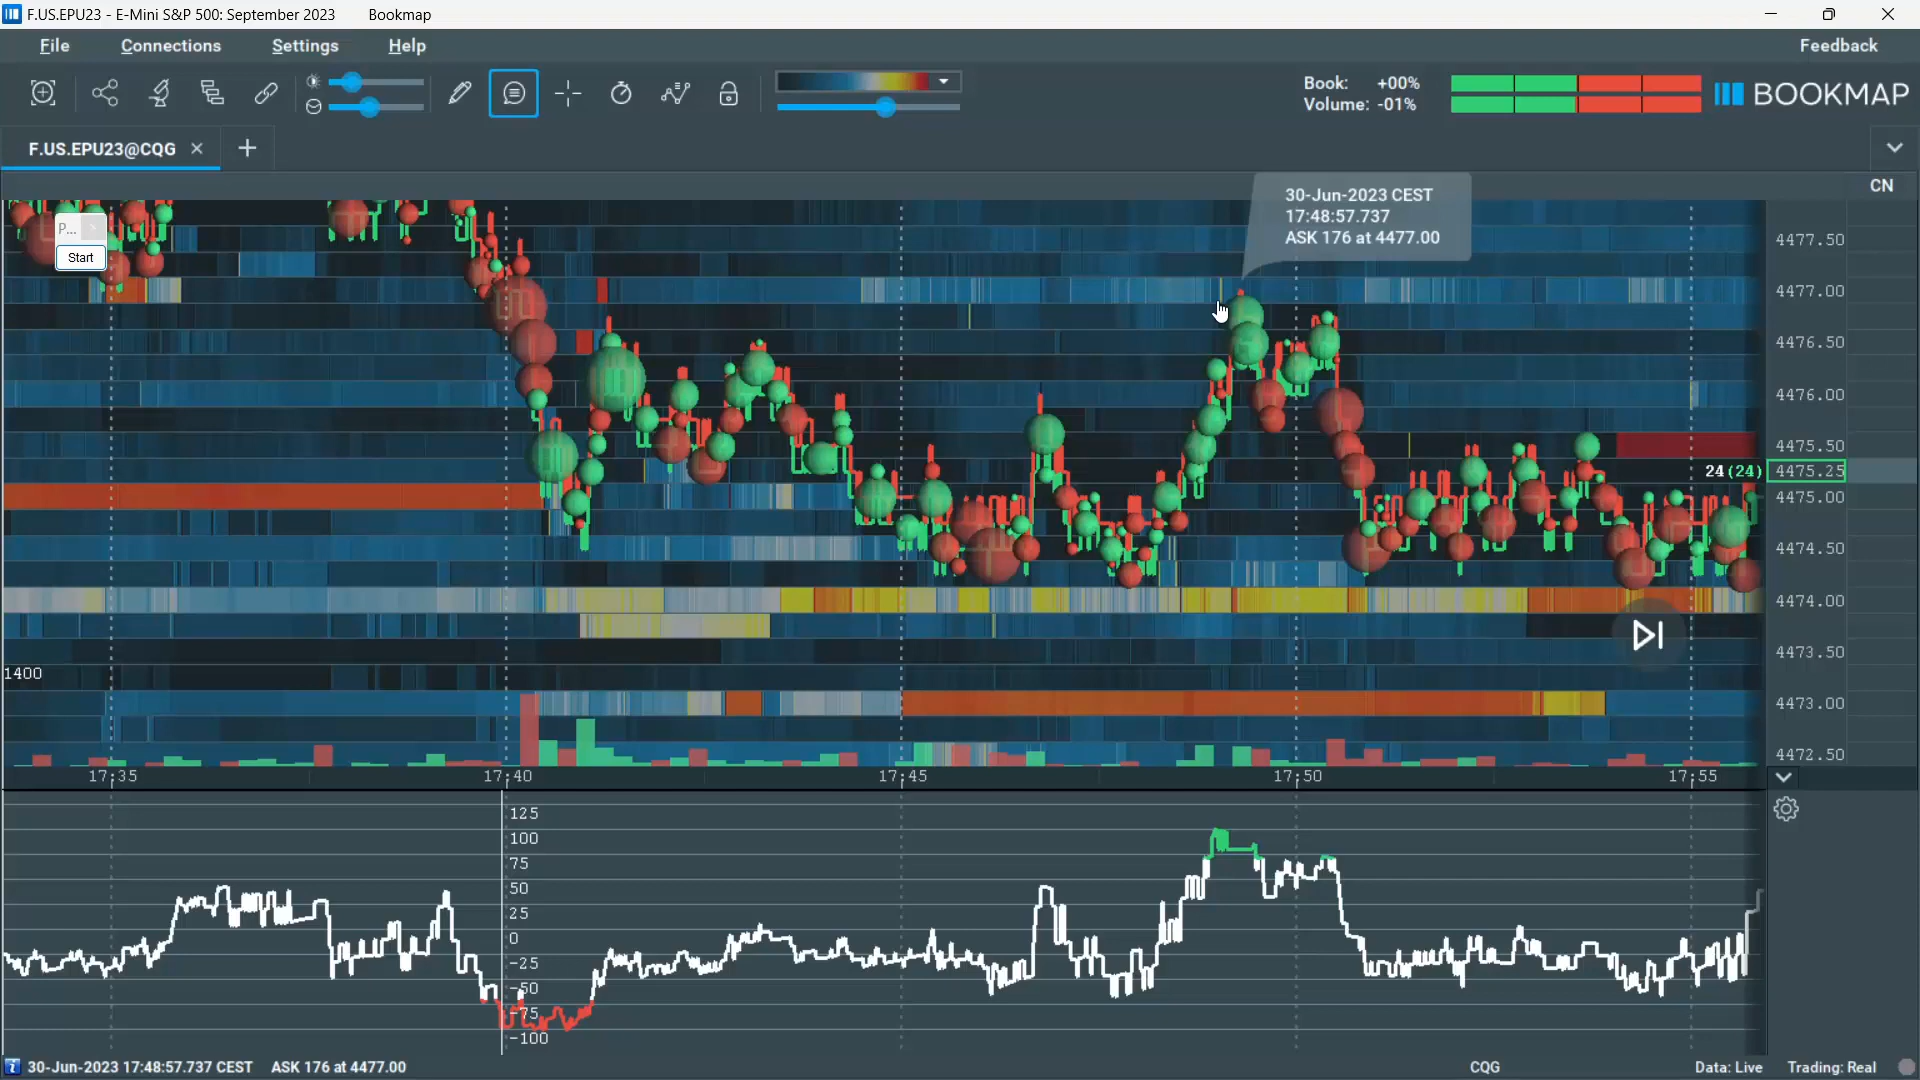 F.US.EPU23 - E-Mini S&P 500: September 2023 Bookmap
File Connections Settings Help Feedback
Book: +00%
Volume: -01%
BOOKMAP
F.US.EPU23@CQG
CN
30-Jun-2023 CEST
17:48:57.737
ASK 176 at 4477.00
P...
Start
4477.50
4477.00
4476.50
4476.00
4475.50
24(24) 4475.25
4475.00
4474.50
4474.00
4473.50
1400
4473.00
4472.50
17:35 17:40 17:45 17:50 17:55
125
100
75
50
25
0
-25
-50
-75
-100
30-Jun-2023 17:48:57.737 CEST ASK 176 at 4477.00 CQG Data: Live Trading: Real